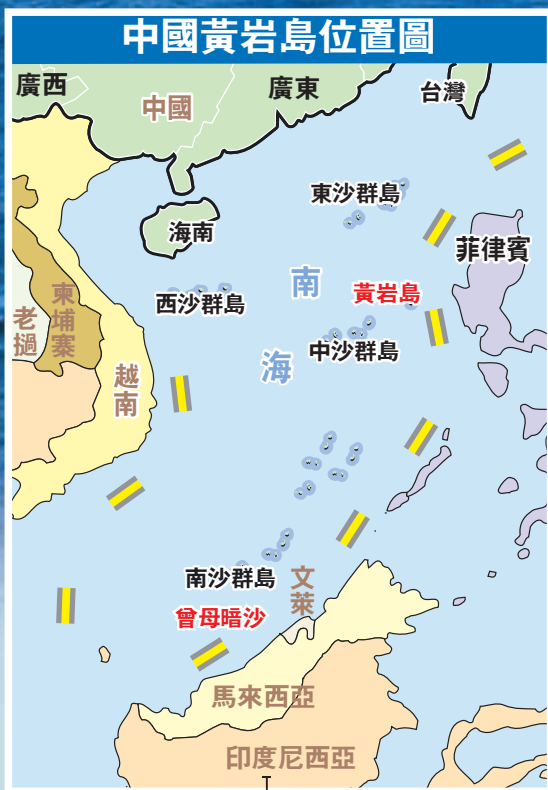 中國黃岩島位置圖
廣西
中國
廣東
台灣
東沙群島
海南
菲律賓
西沙群島
南
海
黃岩島
中沙群島
老撾
柬埔寨
越南
南沙群島
文萊
曾母暗沙
馬來西亞
印度尼西亞